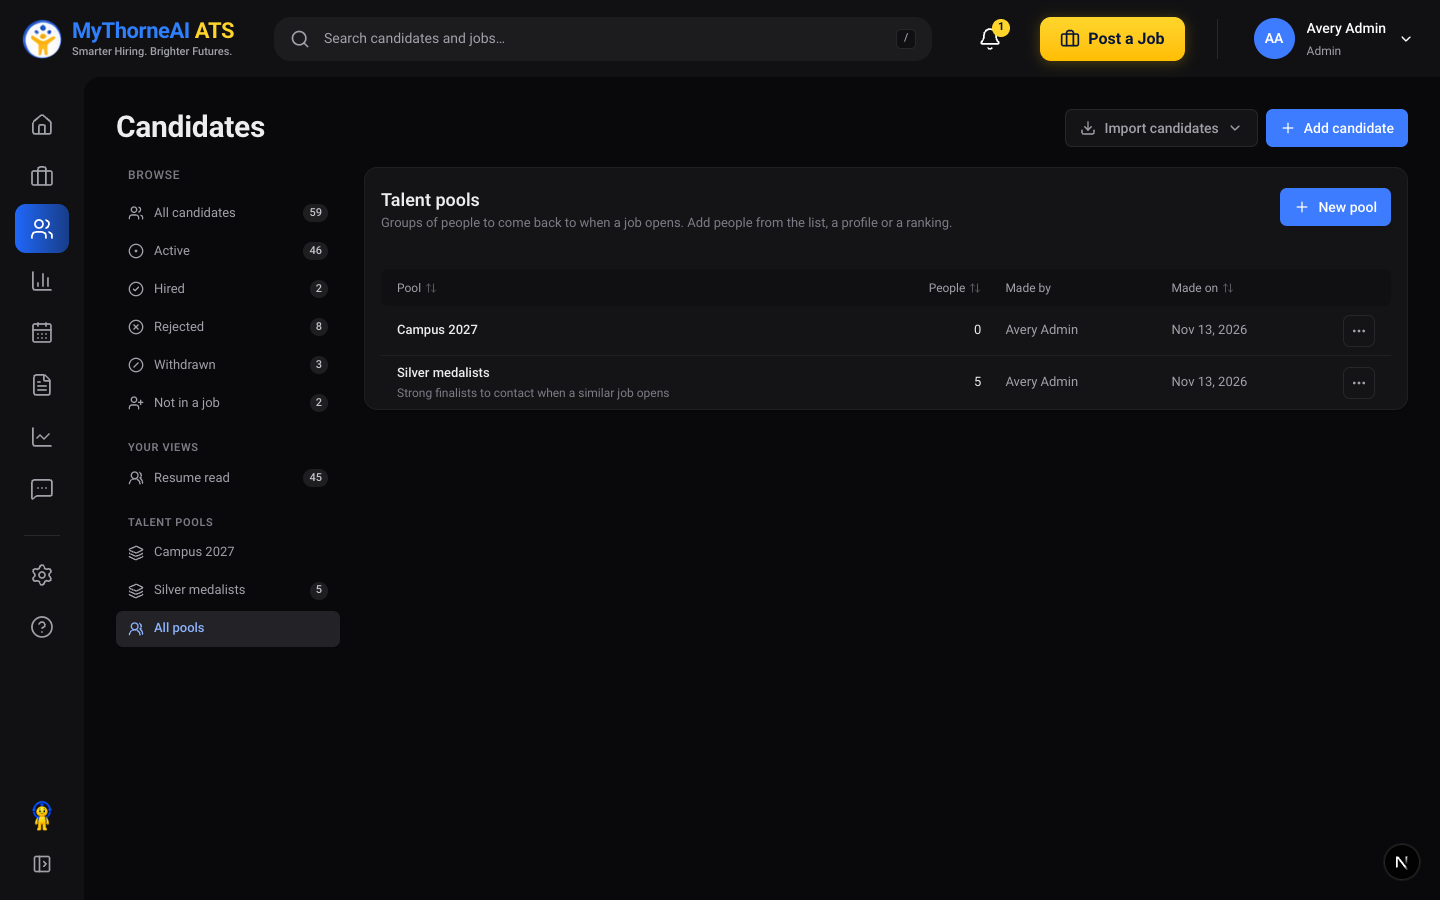 MyThorneAI ATS
Smarter Hiring. Brighter Futures.
Search candidates and jobs...
/
1
Post a Job
AA
Avery Admin
Admin
Candidates
Import candidates
Add candidate
BROWSE
All candidates 59
Active 46
Hired 2
Rejected 8
Withdrawn 3
Not in a job 2
YOUR VIEWS
Resume read 45
TALENT POOLS
Campus 2027
Silver medalists 5
All pools
Talent pools
Groups of people to come back to when a job opens. Add people from the list, a profile or a ranking.
New pool
Pool People Made by Made on
Campus 2027 0 Avery Admin Nov 13, 2026
Silver medalists 5 Avery Admin Nov 13, 2026
Strong finalists to contact when a similar job opens
N